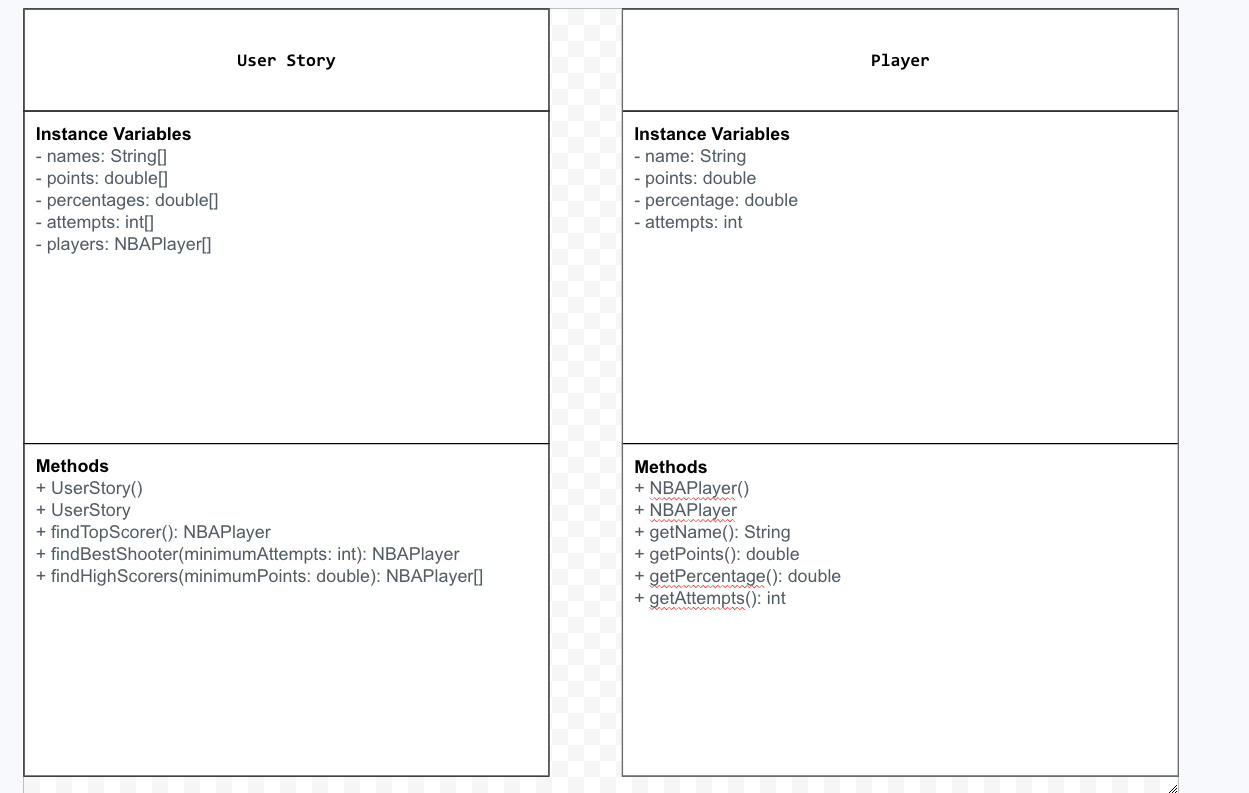 User Story
Instance Variables
- names: String[]
- points: double[]
- percentages: double[]
- attempts: int[]
- players: NBAPlayer[]
Methods
+ UserStory()
+ UserStory
+ findTopScorer(): NBAPlayer
+ findBestShooter(minimumAttempts: int): NBAPlayer
+ findHighScorers(minimumPoints: double): NBAPlayer[]
Player
Instance Variables
- name: String
- points: double
- percentage: double
- attempts: int
Methods
+ NBAPlayer()
+ NBAPlayer
+ getName(): String
+ getPoints(): double
+ getPercentage(): double
+ getAttempts(): int